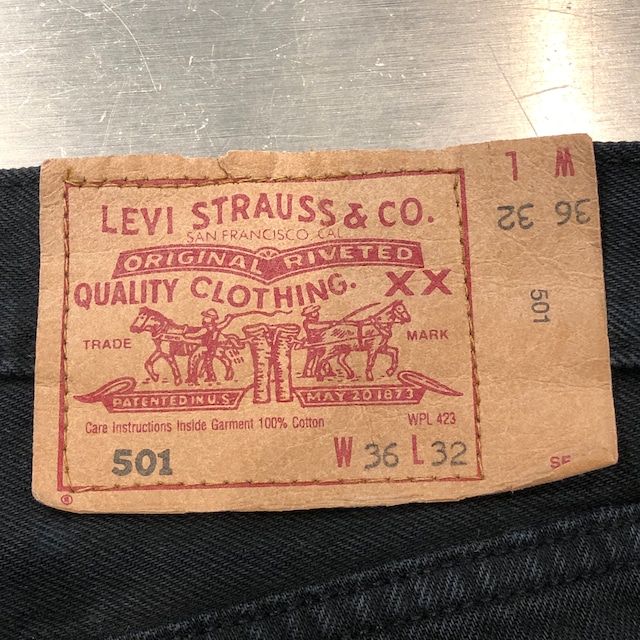 LEVI STRAUSS & CO.
SAN FRANCISCO CAL
ORIGINAL RIVETED
QUALITY CLOTHING. XX
TRADE MARK
PATENTED IN U.S. MAY 20 1873
Care Instructions Inside Garment 100% Cotton WPL 423
501 W 36 L 32
®
W L
36 32
501
SF